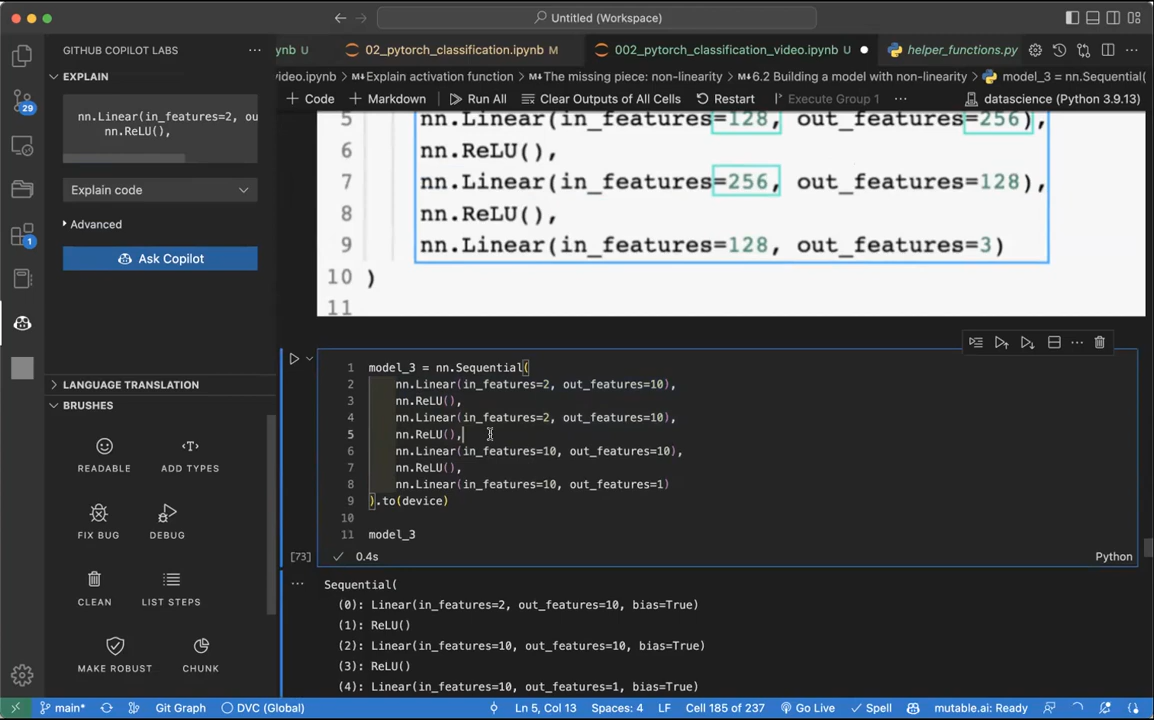 Untitled (Workspace)
GITHUB COPILOT LABS
ynb U
02_pytorch_classification.ipynb M
002_pytorch_classification_video.ipynb U
helper_functions.py
EXPLAIN
video.ipynb > M↓Explain activation function > M↓The missing piece: non-linearity > M↓6.2 Building a model with non-linearity > model_3 = nn.Sequential(
+ Code + Markdown Run All Clear Outputs of All Cells Restart Execute Group 1 ... datascience (Python 3.9.13)
nn.Linear(in_features=2, ou
nn.ReLU(),
Explain code
Advanced
Ask Copilot
5 nn.Linear(in_features=128, out_features=256),
6 nn.ReLU(),
7 nn.Linear(in_features=256, out_features=128),
8 nn.ReLU(),
9 nn.Linear(in_features=128, out_features=3)
10 )
11
1 model_3 = nn.Sequential(
2 nn.Linear(in_features=2, out_features=10),
3 nn.ReLU(),
4 nn.Linear(in_features=2, out_features=10),
5 nn.ReLU(),
6 nn.Linear(in_features=10, out_features=10),
7 nn.ReLU(),
8 nn.Linear(in_features=10, out_features=1)
9 ).to(device)
10
11 model_3
[73] 0.4s Python
Sequential(
(0): Linear(in_features=2, out_features=10, bias=True)
(1): ReLU()
(2): Linear(in_features=10, out_features=10, bias=True)
(3): ReLU()
(4): Linear(in_features=10, out_features=1, bias=True)
29
1
LANGUAGE TRANSLATION
BRUSHES
READABLE
ADD TYPES
FIX BUG
DEBUG
CLEAN
LIST STEPS
MAKE ROBUST
CHUNK
main* Git Graph DVC (Global) Ln 5, Col 13 Spaces: 4 LF Cell 185 of 237 mutable.ai: Ready Go Live Spell